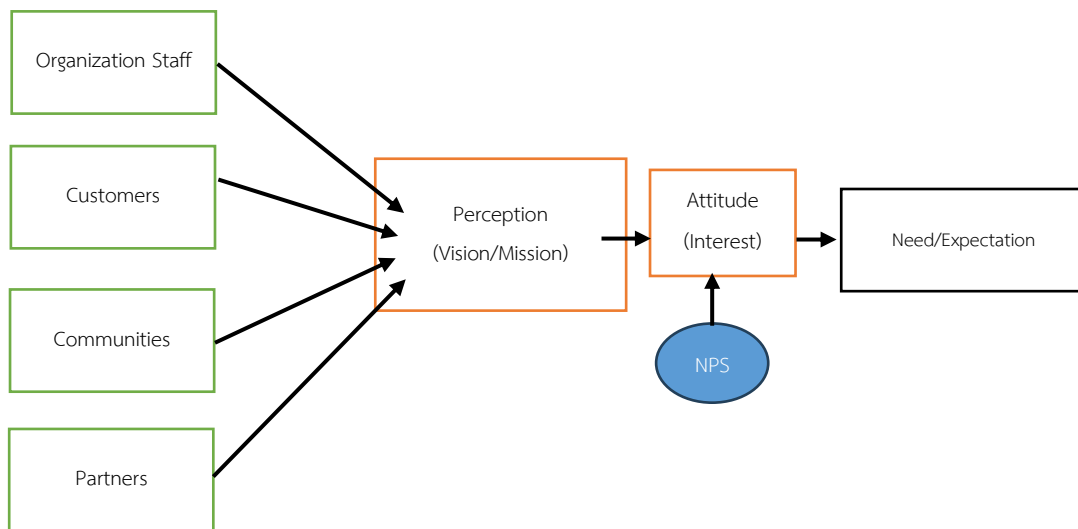 Organization Staff
Customers
Communities
Partners
Perception
(Vision/Mission)
Attitude
(Interest)
NPS
Need/Expectation